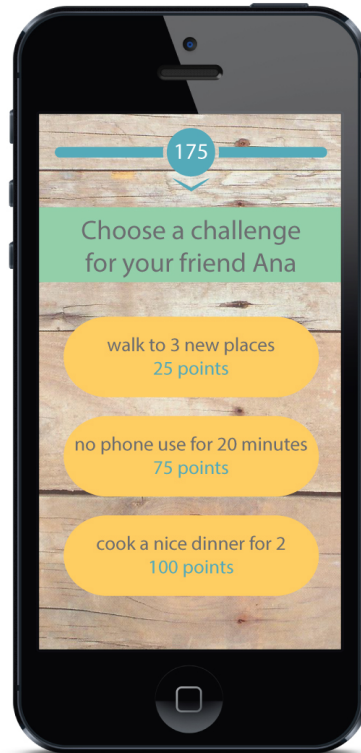 175
Choose a challenge
for your friend Ana
walk to 3 new places
25 points
no phone use for 20 minutes
75 points
cook a nice dinner for 2
100 points